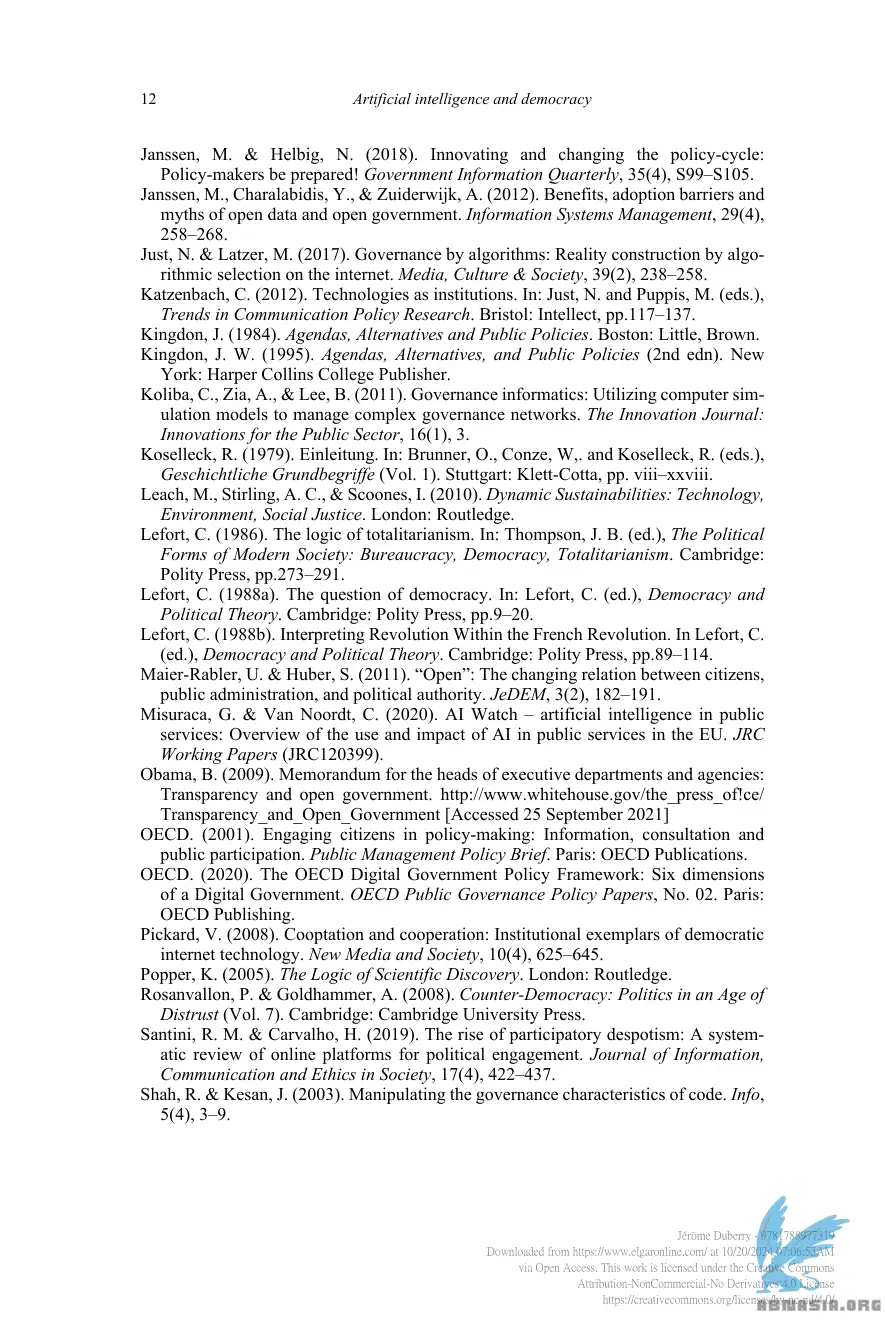 12 Artificial intelligence and democracy
Janssen, M. & Helbig, N. (2018). Innovating and changing the policy-cycle:
Policy-makers be prepared! Government Information Quarterly, 35(4), S99–S105.
Janssen, M., Charalabidis, Y., & Zuiderwijk, A. (2012). Benefits, adoption barriers and
myths of open data and open government. Information Systems Management, 29(4),
258–268.
Just, N. & Latzer, M. (2017). Governance by algorithms: Reality construction by algo-
rithmic selection on the internet. Media, Culture & Society, 39(2), 238–258.
Katzenbach, C. (2012). Technologies as institutions. In: Just, N. and Puppis, M. (eds.),
Trends in Communication Policy Research. Bristol: Intellect, pp.117–137.
Kingdon, J. (1984). Agendas, Alternatives and Public Policies. Boston: Little, Brown.
Kingdon, J. W. (1995). Agendas, Alternatives, and Public Policies (2nd edn). New
York: Harper Collins College Publisher.
Koliba, C., Zia, A., & Lee, B. (2011). Governance informatics: Utilizing computer sim-
ulation models to manage complex governance networks. The Innovation Journal:
Innovations for the Public Sector, 16(1), 3.
Koselleck, R. (1979). Einleitung. In: Brunner, O., Conze, W,. and Koselleck, R. (eds.),
Geschichtliche Grundbegriffe (Vol. 1). Stuttgart: Klett-Cotta, pp. viii–xxviii.
Leach, M., Stirling, A. C., & Scoones, I. (2010). Dynamic Sustainabilities: Technology,
Environment, Social Justice. London: Routledge.
Lefort, C. (1986). The logic of totalitarianism. In: Thompson, J. B. (ed.), The Political
Forms of Modern Society: Bureaucracy, Democracy, Totalitarianism. Cambridge:
Polity Press, pp.273–291.
Lefort, C. (1988a). The question of democracy. In: Lefort, C. (ed.), Democracy and
Political Theory. Cambridge: Polity Press, pp.9–20.
Lefort, C. (1988b). Interpreting Revolution Within the French Revolution. In Lefort, C.
(ed.), Democracy and Political Theory. Cambridge: Polity Press, pp.89–114.
Maier-Rabler, U. & Huber, S. (2011). “Open”: The changing relation between citizens,
public administration, and political authority. JeDEM, 3(2), 182–191.
Misuraca, G. & Van Noordt, C. (2020). AI Watch – artificial intelligence in public
services: Overview of the use and impact of AI in public services in the EU. JRC
Working Papers (JRC120399).
Obama, B. (2009). Memorandum for the heads of executive departments and agencies:
Transparency and open government. http://www.whitehouse.gov/the_press_of!ce/
Transparency_and_Open_Government [Accessed 25 September 2021]
OECD. (2001). Engaging citizens in policy-making: Information, consultation and
public participation. Public Management Policy Brief. Paris: OECD Publications.
OECD. (2020). The OECD Digital Government Policy Framework: Six dimensions
of a Digital Government. OECD Public Governance Policy Papers, No. 02. Paris:
OECD Publishing.
Pickard, V. (2008). Cooptation and cooperation: Institutional exemplars of democratic
internet technology. New Media and Society, 10(4), 625–645.
Popper, K. (2005). The Logic of Scientific Discovery. London: Routledge.
Rosanvallon, P. & Goldhammer, A. (2008). Counter-Democracy: Politics in an Age of
Distrust (Vol. 7). Cambridge: Cambridge University Press.
Santini, R. M. & Carvalho, H. (2019). The rise of participatory despotism: A system-
atic review of online platforms for political engagement. Journal of Information,
Communication and Ethics in Society, 17(4), 422–437.
Shah, R. & Kesan, J. (2003). Manipulating the governance characteristics of code. Info,
5(4), 3–9.
Jérôme Duberry - 9781788977319
Downloaded from https://www.elgaronline.com/ at 10/20/2024 07:06:52AM
via Open Access. This work is licensed under the Creative Commons
Attribution-NonCommercial-No Derivatives 4.0 License
https://creativecommons.org/licenses/by-nc-nd/4.0/
ABMASIA.ORG